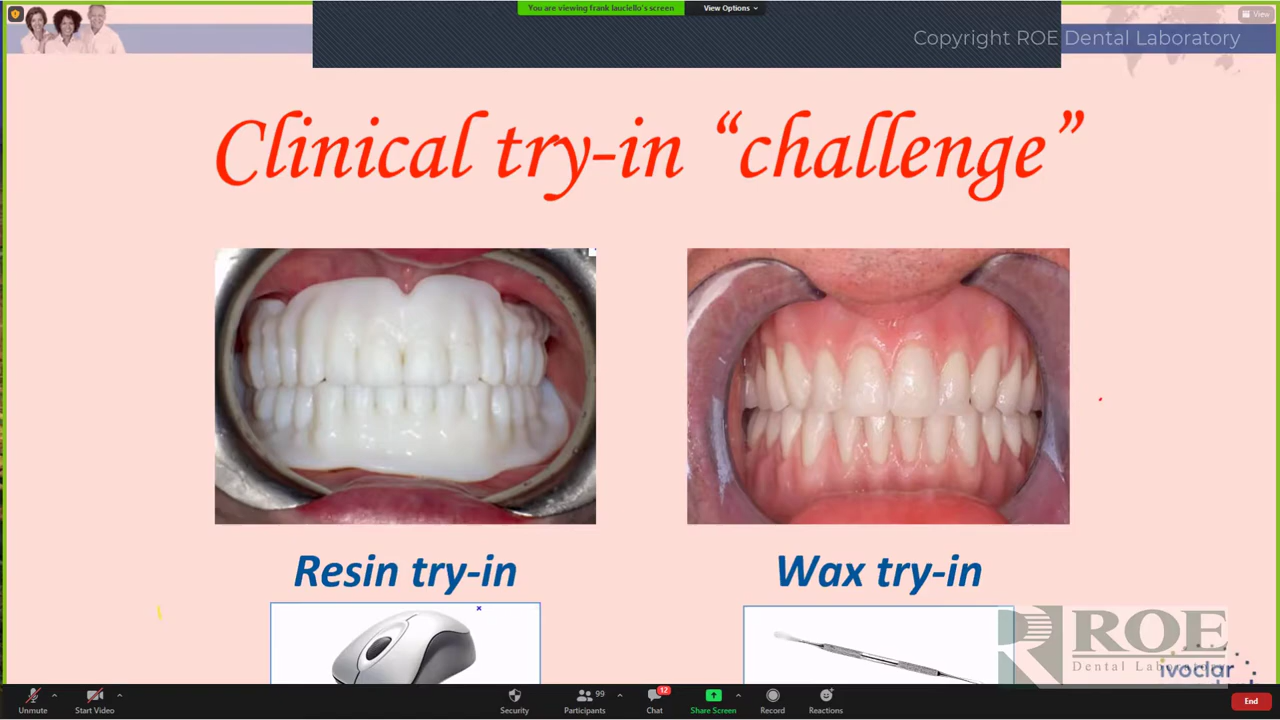 You are viewing frank lauciello's screen
View Options
View
Copyright ROE Dental Laboratory
Clinical try-in “challenge”
Resin try-in
Wax try-in
ROE
Dental Laboratory
ivoclar
Unmute
Start Video
Security
Participants
99
Chat
12
Share Screen
Record
Reactions
End